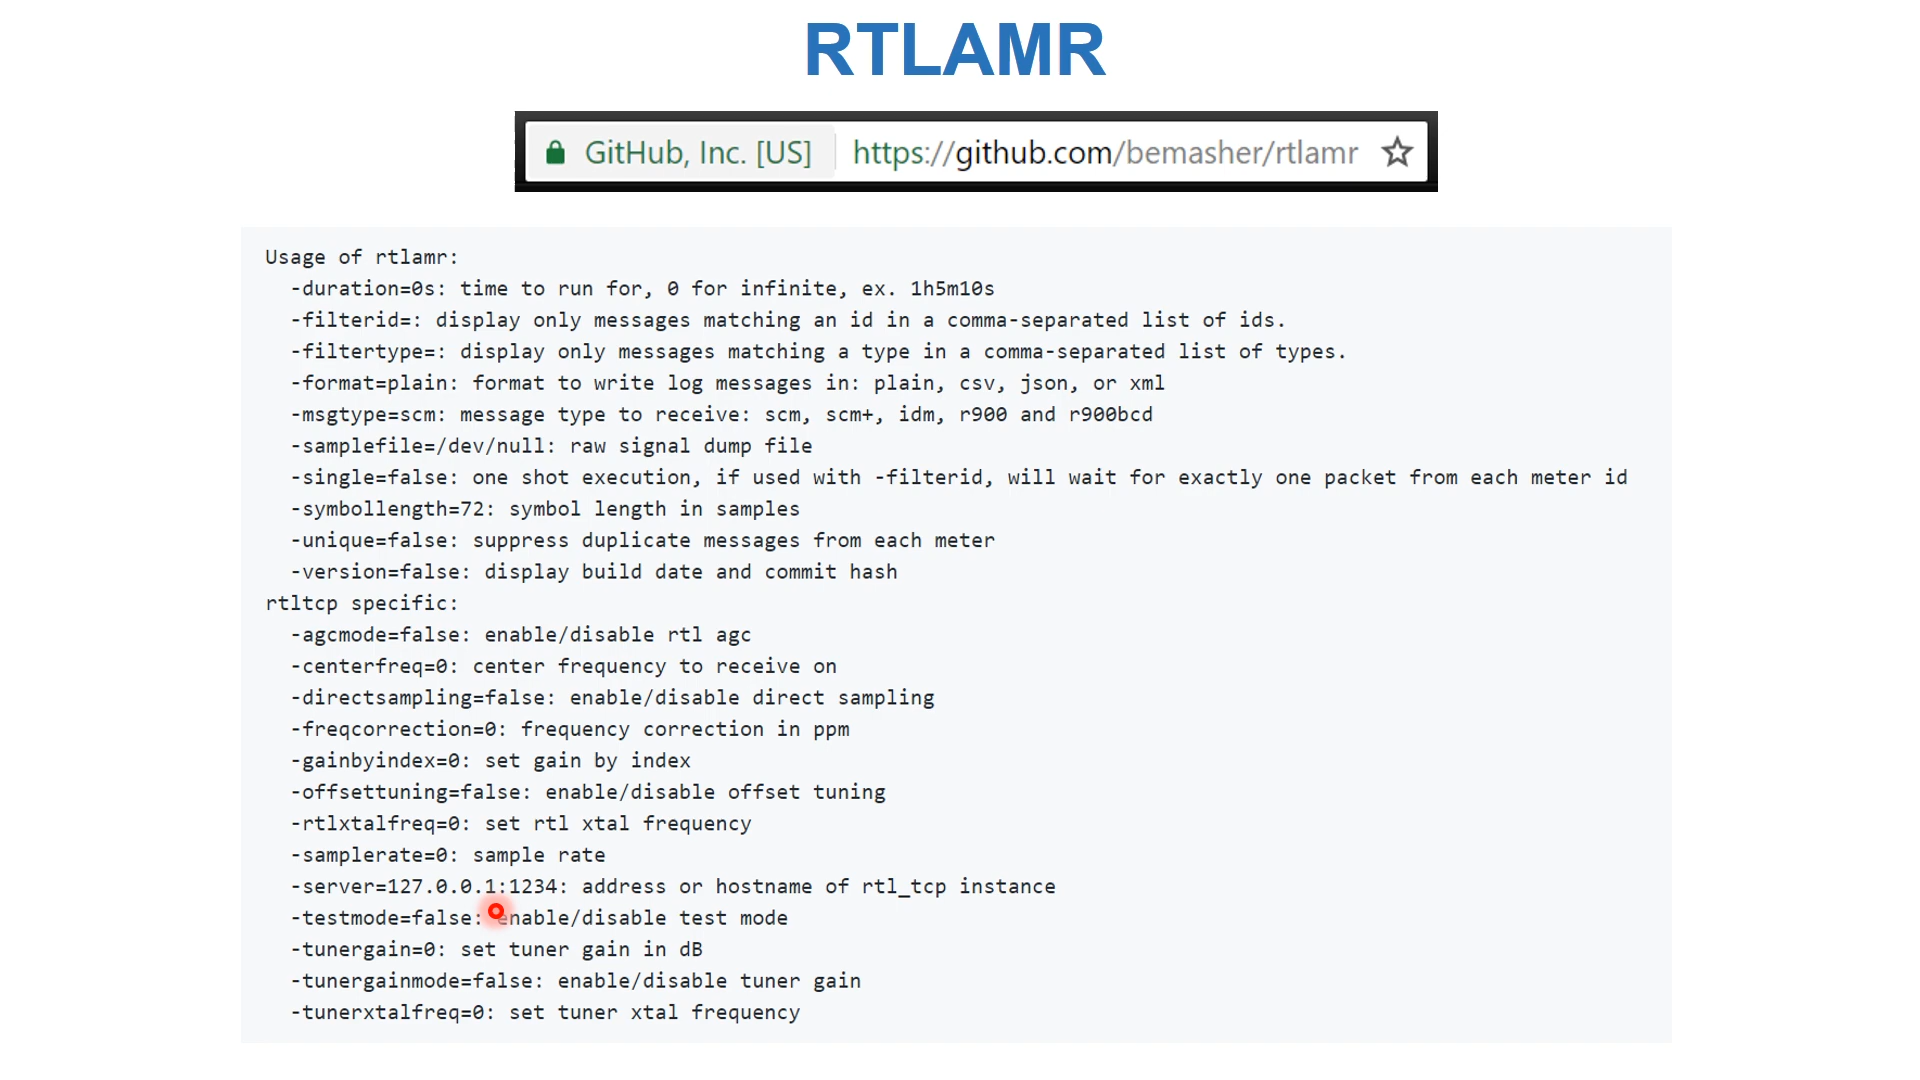 RTLAMR
GitHub, Inc. [US] https://github.com/bemasher/rtlamr
Usage of rtlamr:
-duration=0s: time to run for, 0 for infinite, ex. 1h5m10s
-filterid=: display only messages matching an id in a comma-separated list of ids.
-filtertype=: display only messages matching a type in a comma-separated list of types.
-format=plain: format to write log messages in: plain, csv, json, or xml
-msgtype=scm: message type to receive: scm, scm+, idm, r900 and r900bcd
-samplefile=/dev/null: raw signal dump file
-single=false: one shot execution, if used with -filterid, will wait for exactly one packet from each meter id
-symbollength=72: symbol length in samples
-unique=false: suppress duplicate messages from each meter
-version=false: display build date and commit hash
rtltcp specific:
-agcmode=false: enable/disable rtl agc
-centerfreq=0: center frequency to receive on
-directsampling=false: enable/disable direct sampling
-freqcorrection=0: frequency correction in ppm
-gainbyindex=0: set gain by index
-offsettuning=false: enable/disable offset tuning
-rtlxtalfreq=0: set rtl xtal frequency
-samplerate=0: sample rate
-server=127.0.0.1:1234: address or hostname of rtl_tcp instance
-testmode=false: enable/disable test mode
-tunergain=0: set tuner gain in dB
-tunergainmode=false: enable/disable tuner gain
-tunerxtalfreq=0: set tuner xtal frequency